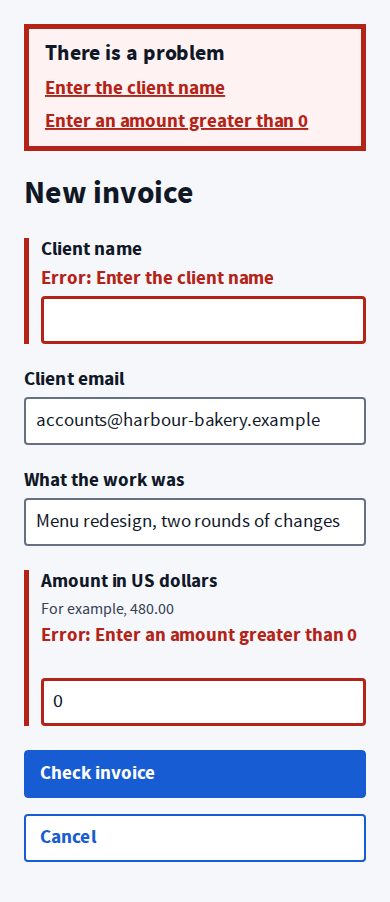 There is a problem
Enter the client name
Enter an amount greater than 0
New invoice
Client name
Error: Enter the client name
Client email
accounts@harbour-bakery.example
What the work was
Menu redesign, two rounds of changes
Amount in US dollars
For example, 480.00
Error: Enter an amount greater than 0
0
Check invoice
Cancel